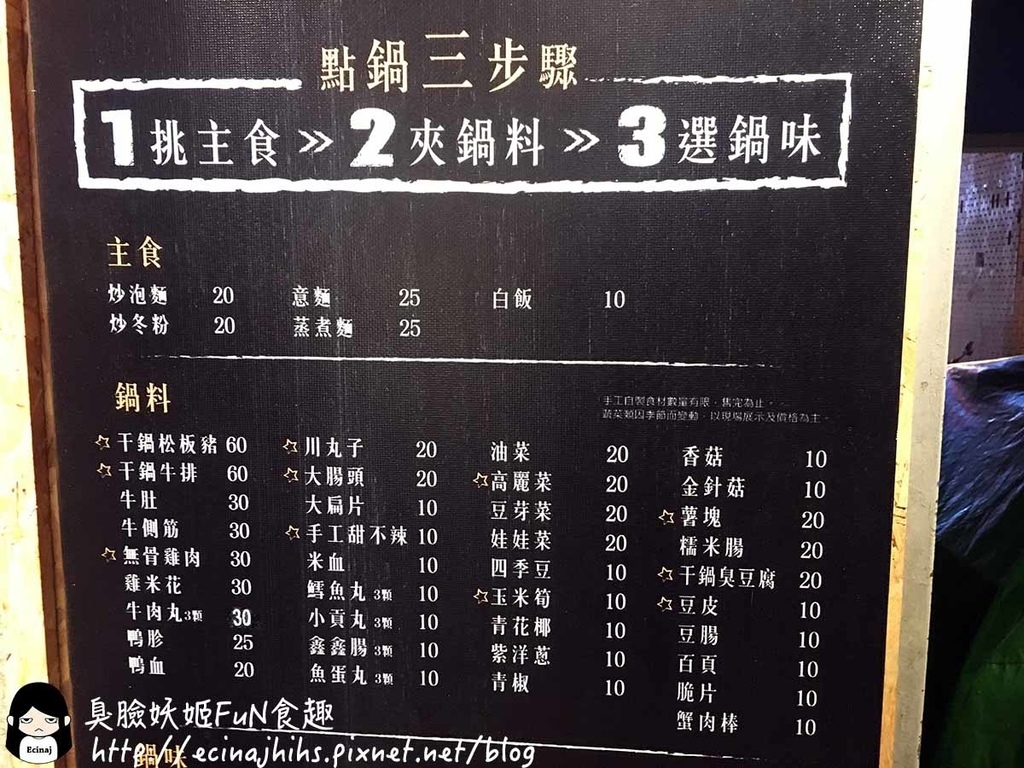 點鍋三步驟
1挑主食 » 2夾鍋料 » 3選鍋味
主食
炒泡麵 20 意麵 25 白飯 10
炒冬粉 20 蒸煮麵 25
鍋料
手工自製食材數量有限，售完為止。
蔬菜類因季節而變動，以現場展示及價格為主。
☆干鍋松板豬 60
☆干鍋牛排 60
牛肚 30
牛側筋 30
☆無骨雞肉 30
雞米花 30
牛肉丸3顆 30
鴨胗 25
鴨血 20
☆川丸子 20
☆大腸頭 20
大扁片 10
☆手工甜不辣 10
米血 10
鱈魚丸3顆 10
小貢丸3顆 10
鑫鑫腸3顆 10
魚蛋丸3顆 10
油菜 20
☆高麗菜 20
豆芽菜 20
娃娃菜 20
四季豆 10
☆玉米筍 10
青花椰 10
紫洋蔥 10
青椒 10
香菇 10
金針菇 10
☆薯塊 20
糯米腸 20
☆干鍋臭豆腐 20
☆豆皮 10
豆腸 10
百頁 10
脆片 10
蟹肉棒 10
鍋味
臭臉妖姬FuN食趣
http://ecinajhihs.pixnet.net/blog
Ecinaj